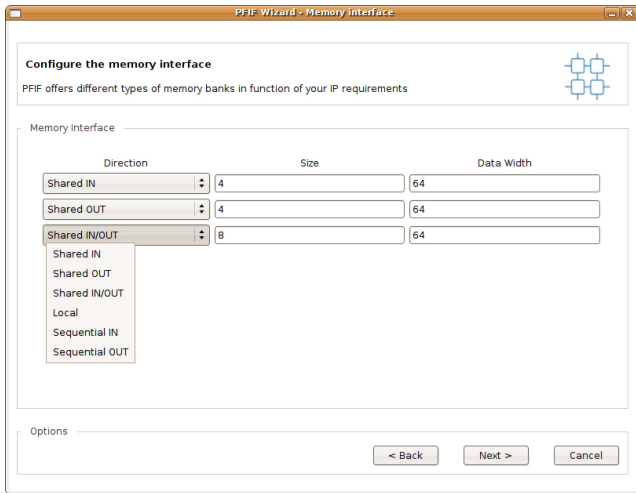 PFIF Wizard - Memory interface
Configure the memory interface
PFIF offers different types of memory banks in function of your IP requirements
Memory Interface
Direction Size Data Width
Shared IN 4 64
Shared OUT 4 64
Shared IN/OUT 8 64
Shared IN
Shared OUT
Shared IN/OUT
Local
Sequential IN
Sequential OUT
Options
< Back Next > Cancel